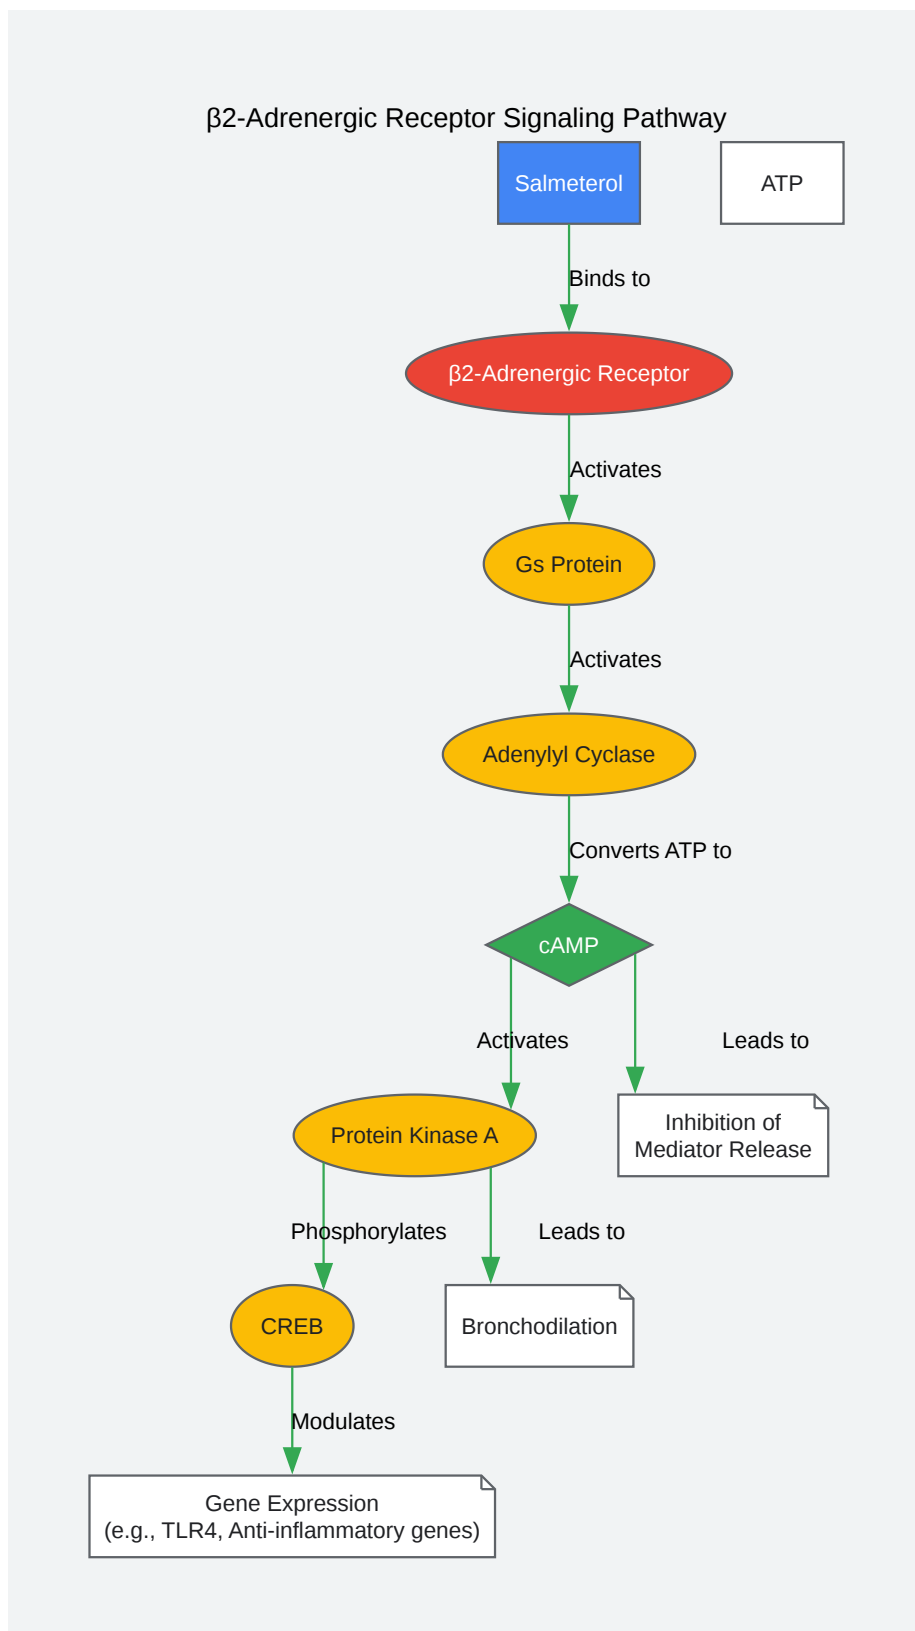 β2-Adrenergic Receptor Signaling Pathway
Salmeterol
ATP
Binds to
β2-Adrenergic Receptor
Activates
Gs Protein
Activates
Adenylyl Cyclase
Converts ATP to
cAMP
Activates
Leads to
Protein Kinase A
Inhibition of
Mediator Release
Phosphorylates
Leads to
CREB
Bronchodilation
Modulates
Gene Expression
(e.g., TLR4, Anti-inflammatory genes)